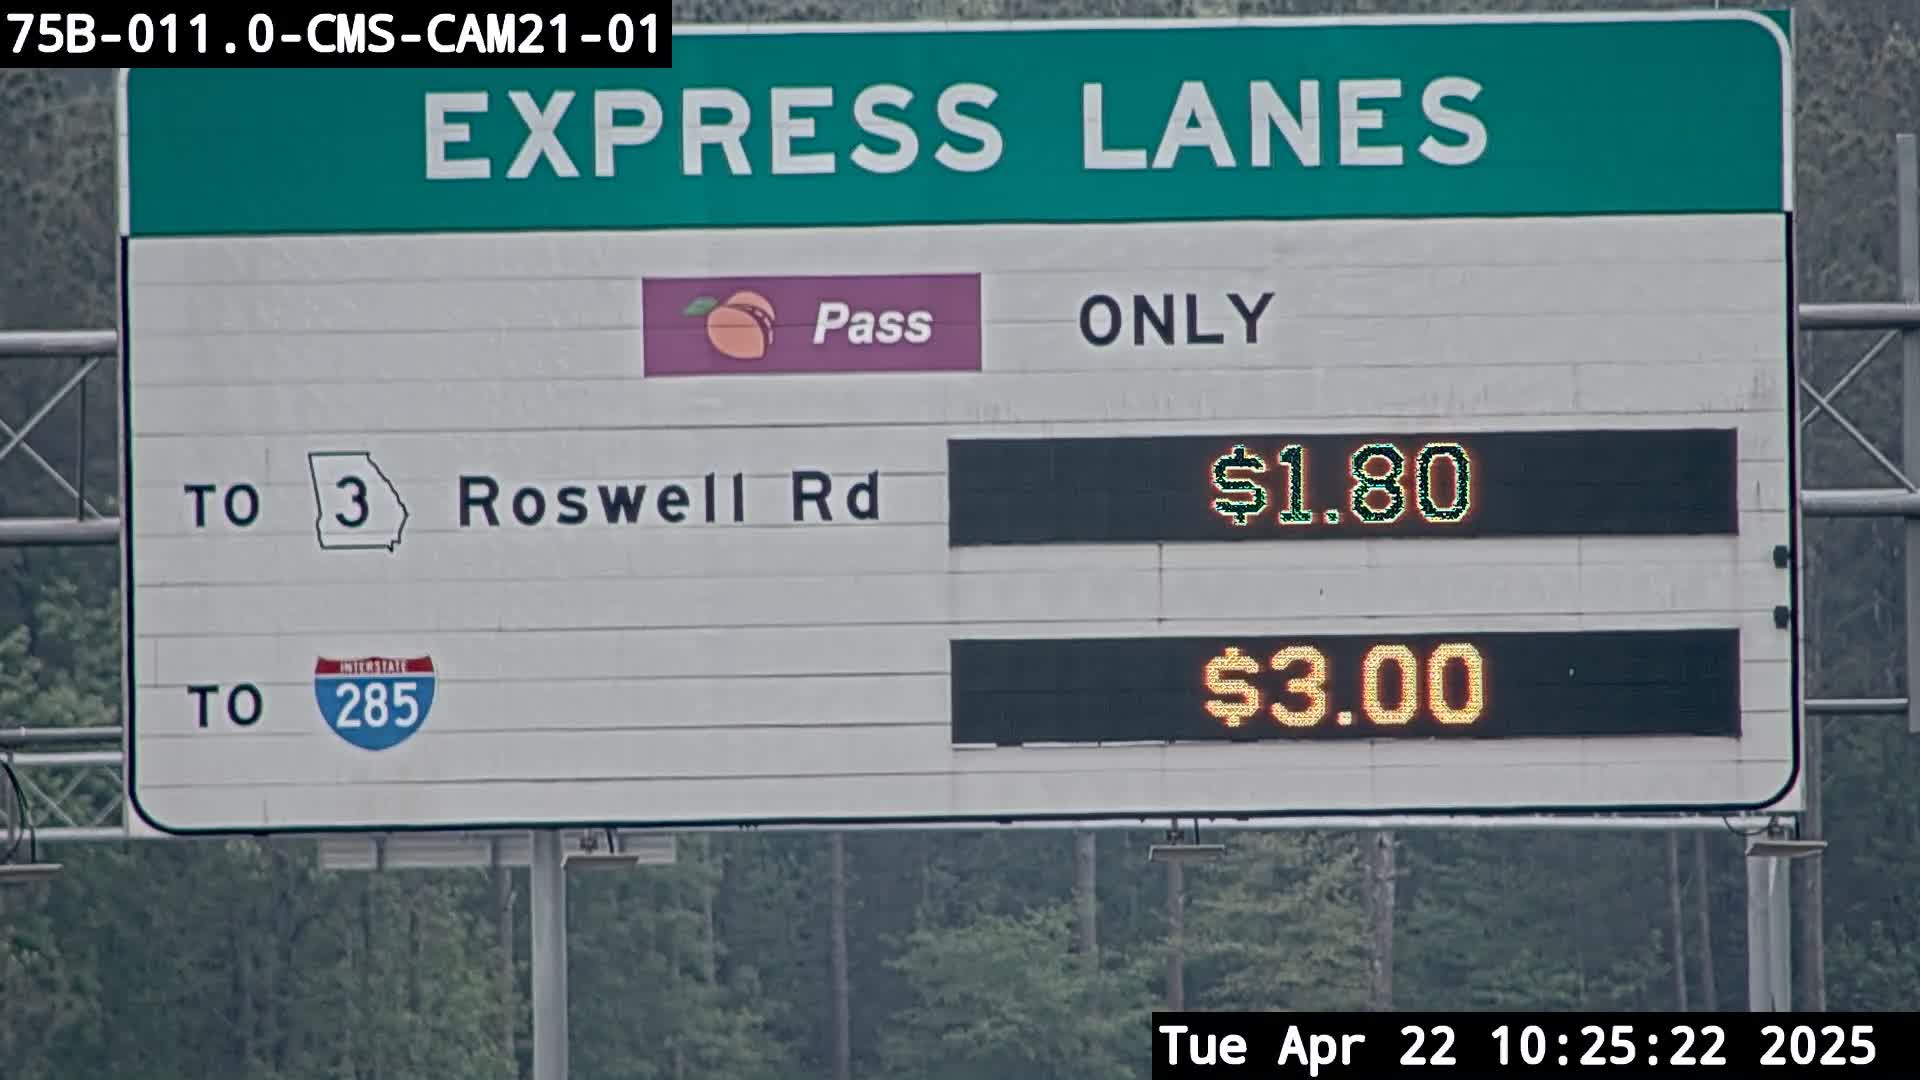 75B-011.0-CMS-CAM21-01
EXPRESS LANES
Pass ONLY
TO 3 Roswell Rd $1.80
INTERSTATE
TO 285 $3.00
Tue Apr 22 10:25:22 2025